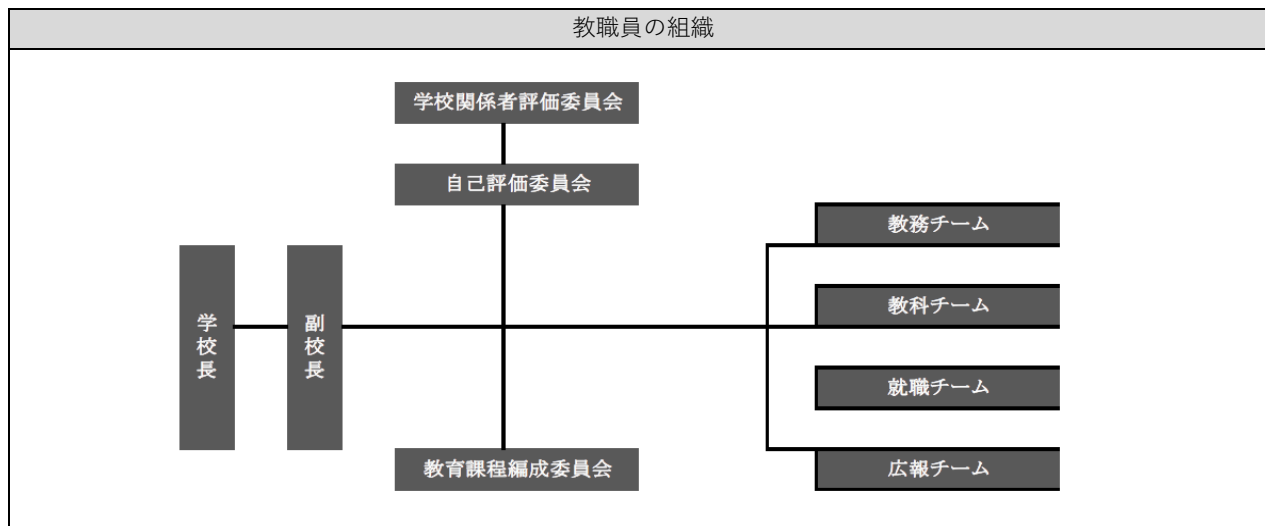 教職員の組織
学校関係者評価委員会
自己評価委員会
教務チーム
学校長
副校長
教科チーム
就職チーム
教育課程編成委員会
広報チーム